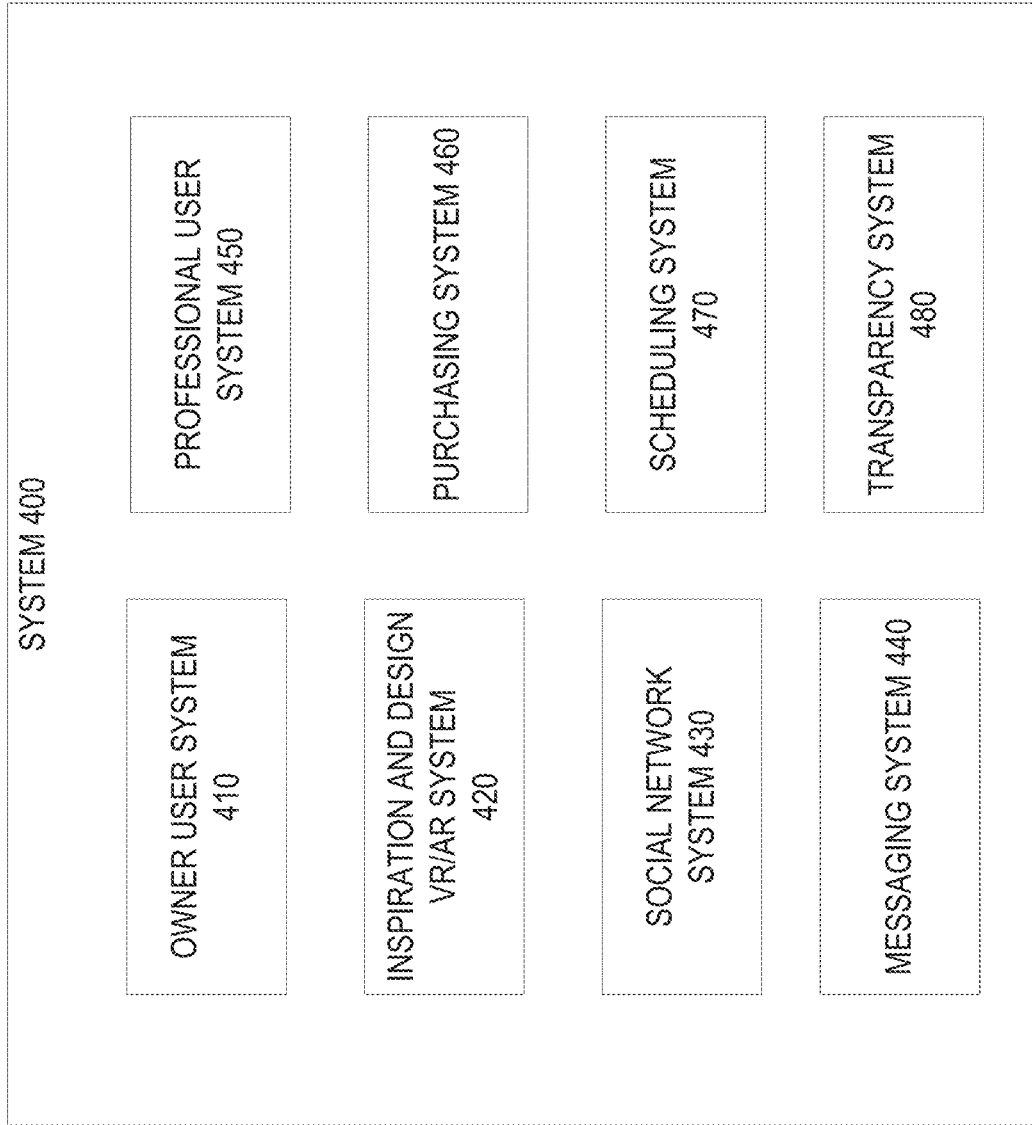 SYSTEM 400
OWNER USER SYSTEM
410
INSPIRATION AND DESIGN
VR/AR SYSTEM
420
SOCIAL NETWORK
SYSTEM 430
MESSAGING SYSTEM 440
PROFESSIONAL USER
SYSTEM 450
PURCHASING SYSTEM 460
SCHEDULING SYSTEM
470
TRANSPARENCY SYSTEM
480